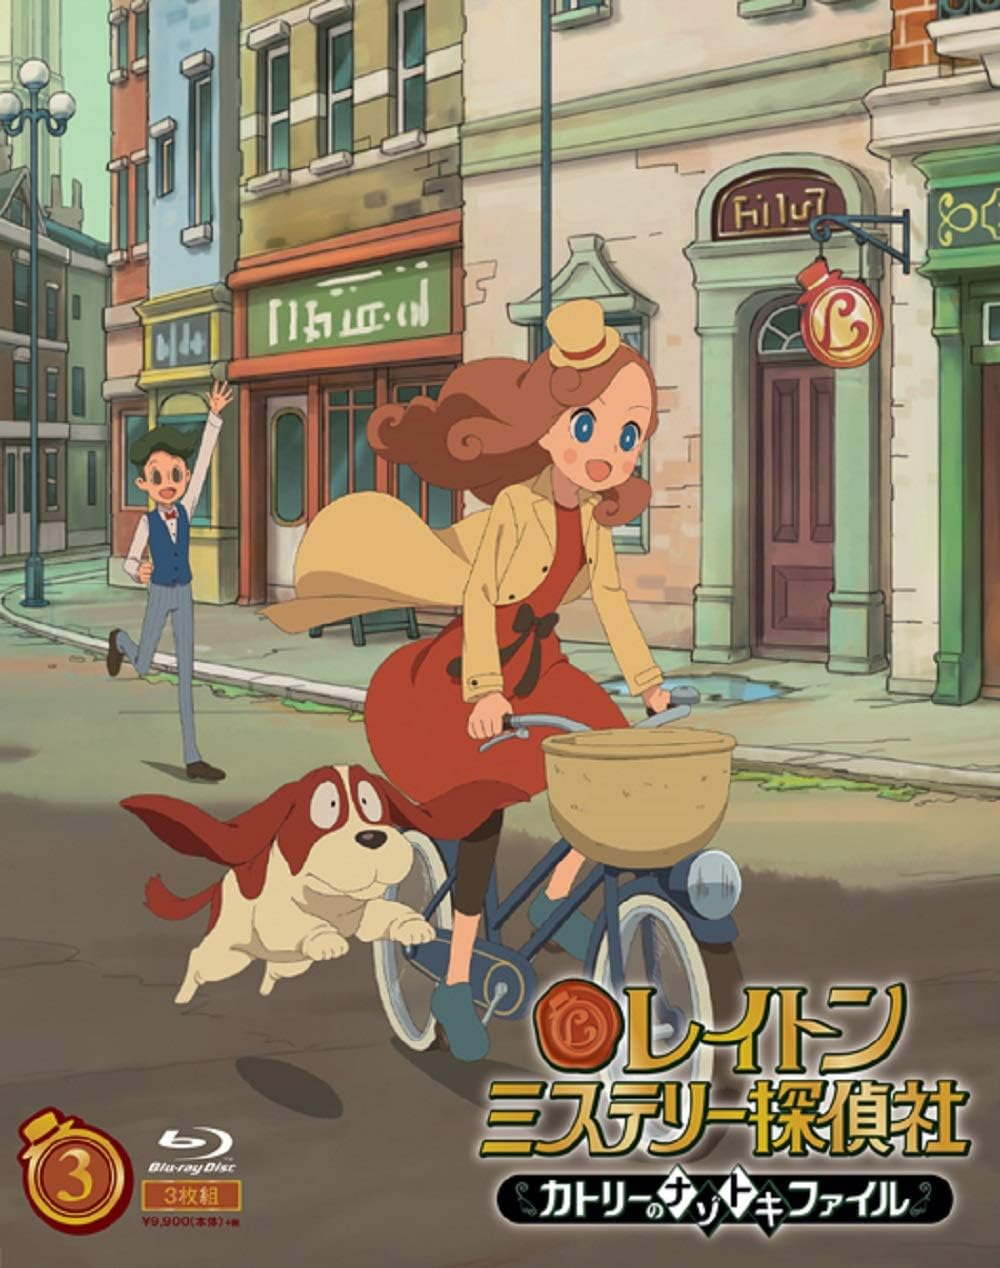 レイトン
ミステリー探偵社
カトリーのナゾトキファイル
3
Blu-ray Disc
3枚組
¥9,900(本体)+税